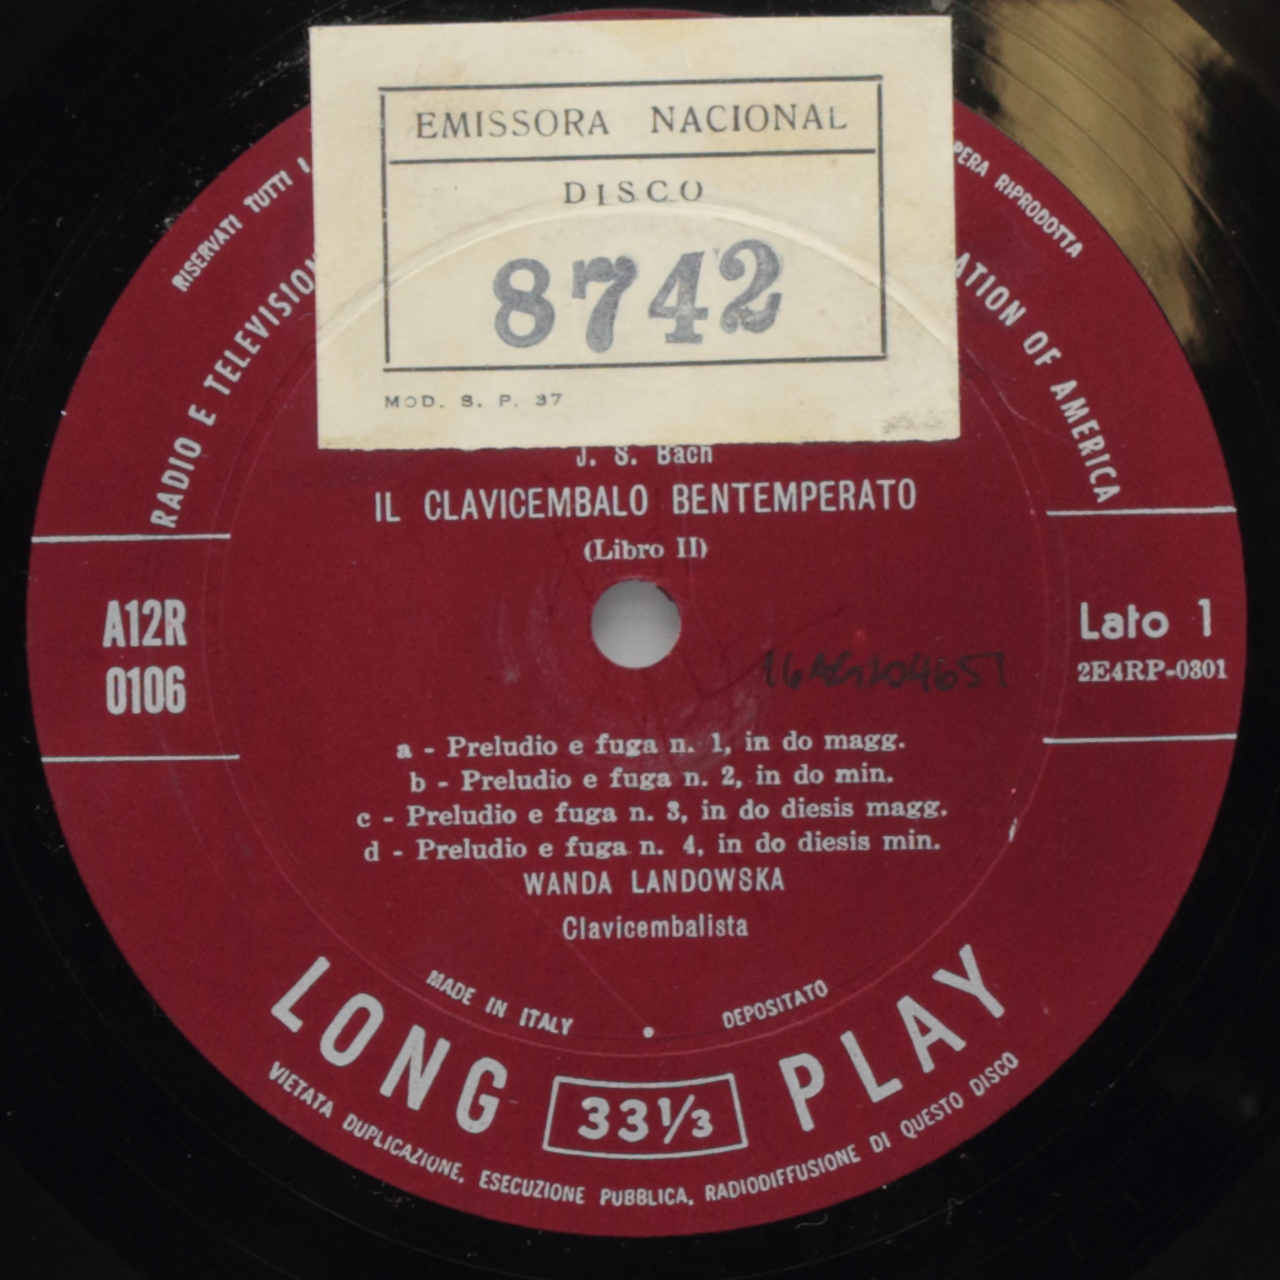 EMISSORA NACIONAL
DISCO
8742
MOD. S. P. 37
RISERVATI TUTTI I
OPERA RIPRODOTTA
RADIO E TELEVISION
ATION OF AMERICA
J. S. Bach
IL CLAVICEMBALO BENTEMPERATO
(Libro II)
A12R
0106
Lato 1
2E4RP-0301
a - Preludio e fuga n. 1, in do magg.
b - Preludio e fuga n. 2, in do min.
c - Preludio e fuga n. 3, in do diesis magg.
d - Preludio e fuga n. 4, in do diesis min.
WANDA LANDOWSKA
Clavicembalista
MADE IN ITALY • DEPOSITATO
LONG 33⅓ PLAY
VIETATA DUPLICAZIONE, ESECUZIONE PUBBLICA, RADIODIFFUSIONE DI QUESTO DISCO